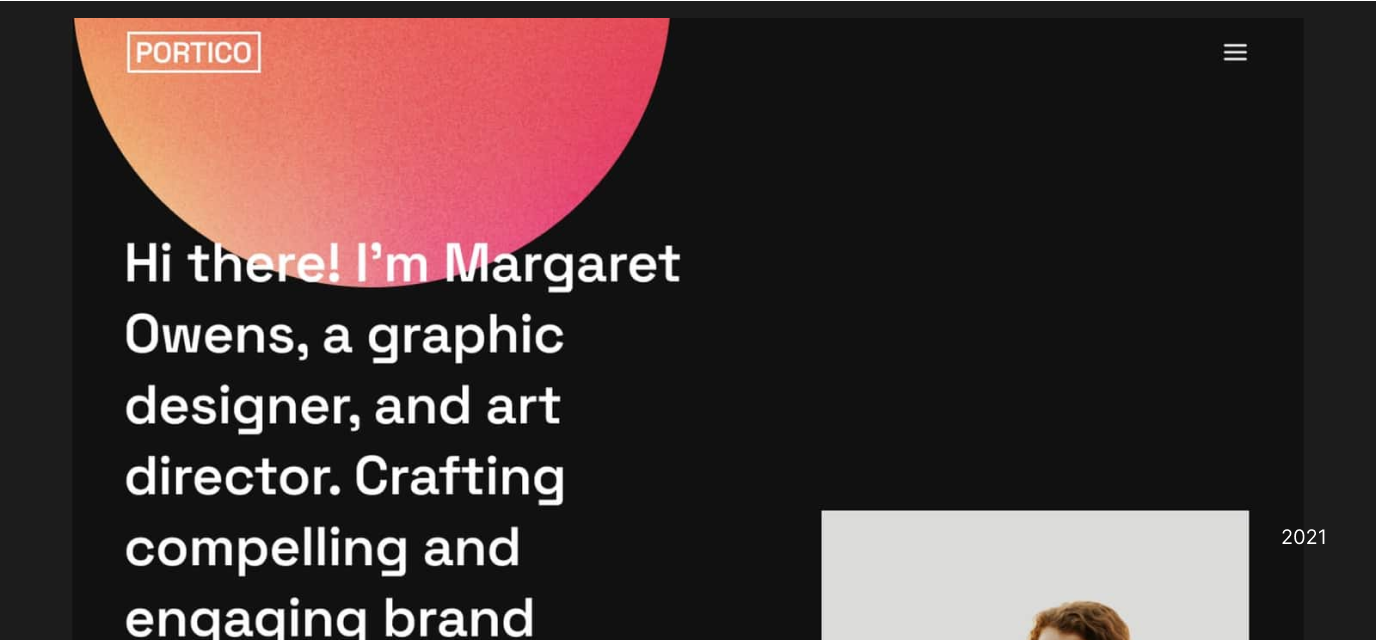 PORTICO
Hi there! I’m Margaret
Owens, a graphic
designer, and art
director. Crafting
compelling and
engaging brand
2021